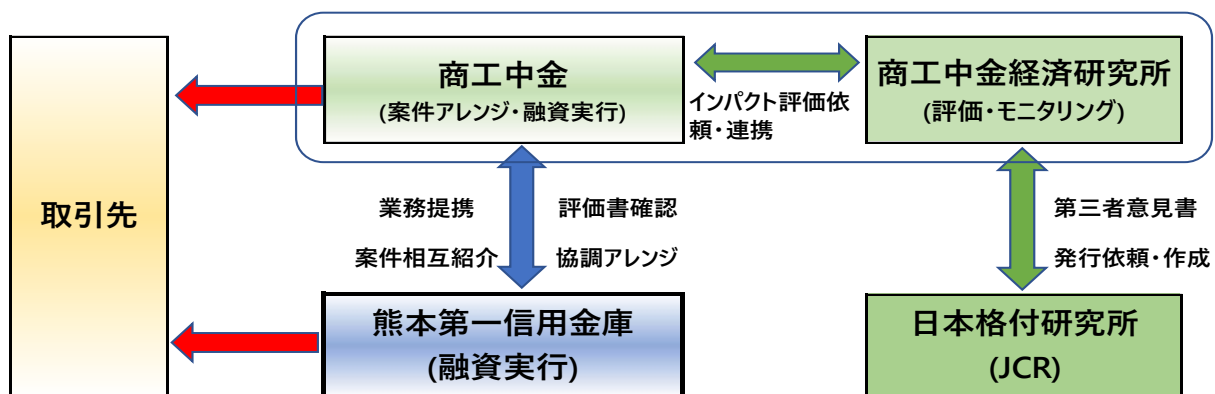 商工中金
(案件アレンジ・融資実行)
インパクト評価依
頼・連携
商工中金経済研究所
(評価・モニタリング)
取引先
業務提携 評価書確認
案件相互紹介 協調アレンジ
第三者意見書
発行依頼・作成
熊本第一信用金庫
(融資実行)
日本格付研究所
(JCR)